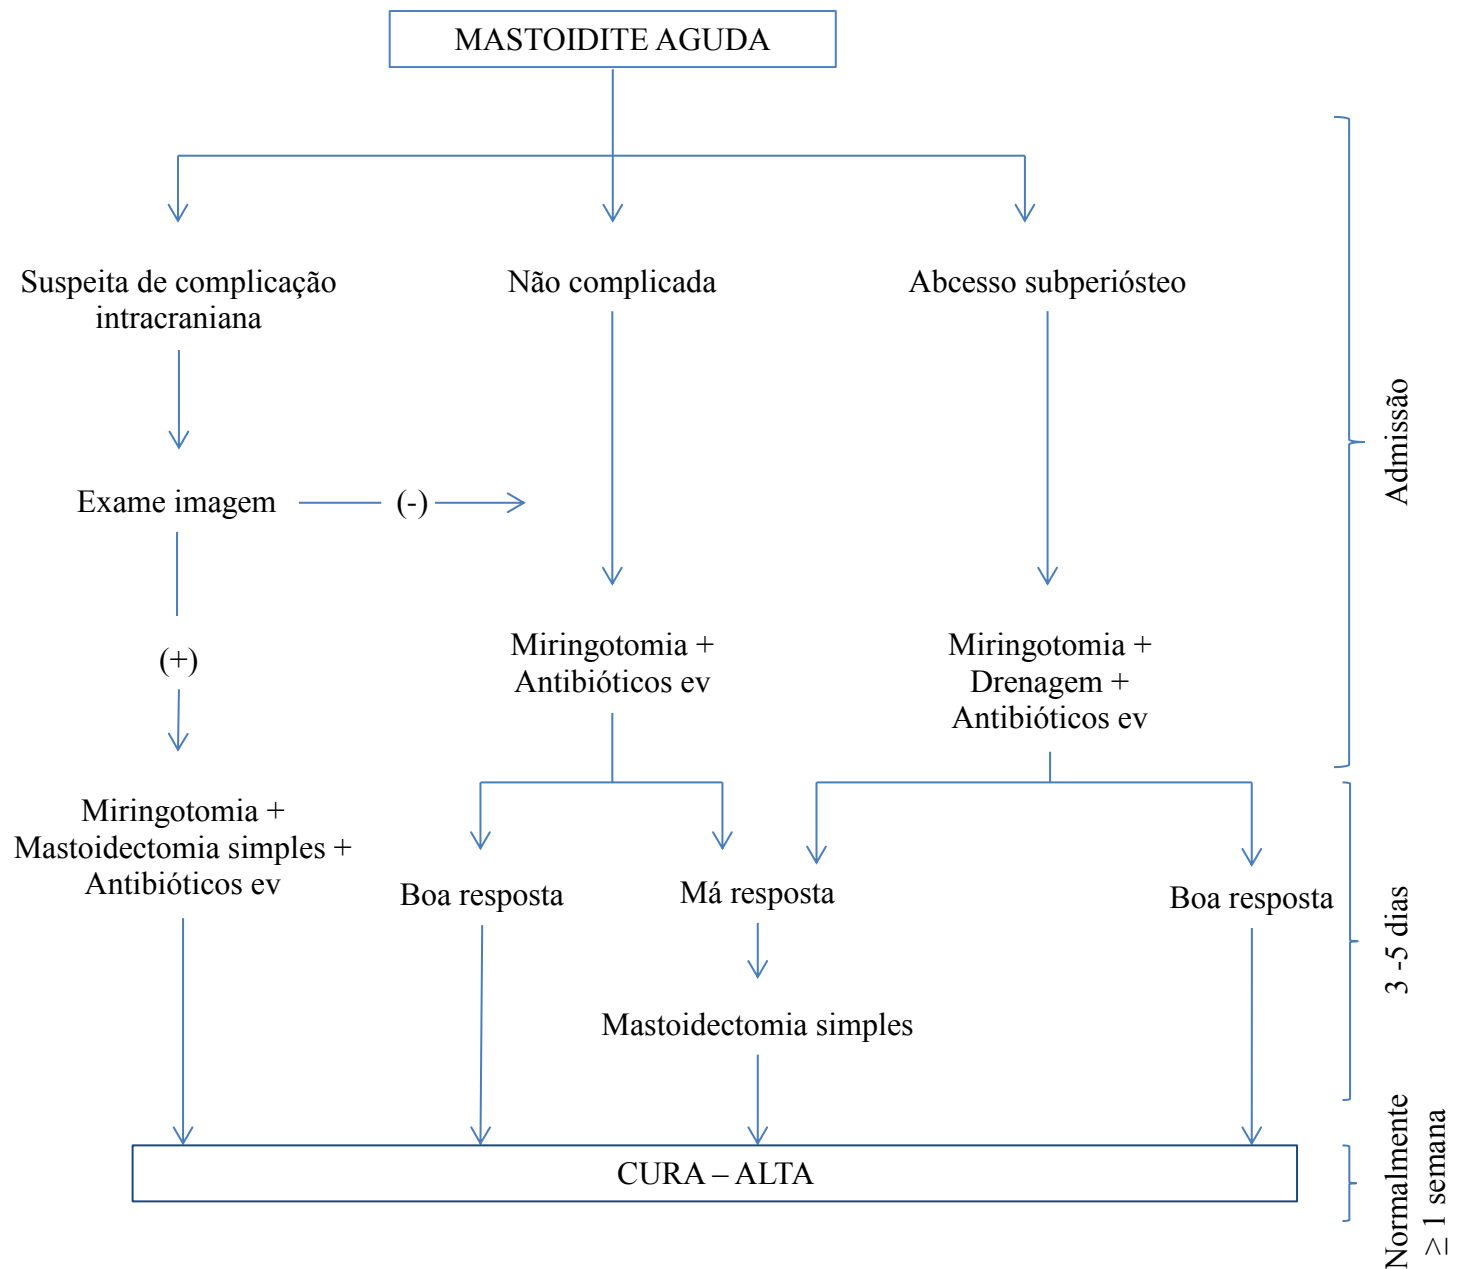 MASTOIDITE AGUDA
Suspeita de complicação
intracraniana
Não complicada
Abcesso subperiósteo
Exame imagem
(-)
(+)
Miringotomia +
Antibióticos ev
Miringotomia +
Drenagem +
Antibióticos ev
Admissão
Miringotomia +
Mastoidectomia simples +
Antibióticos ev
Boa resposta
Má resposta
Boa resposta
Mastoidectomia simples
3 -5 dias
CURA – ALTA
Normalmente
≥ 1 semana